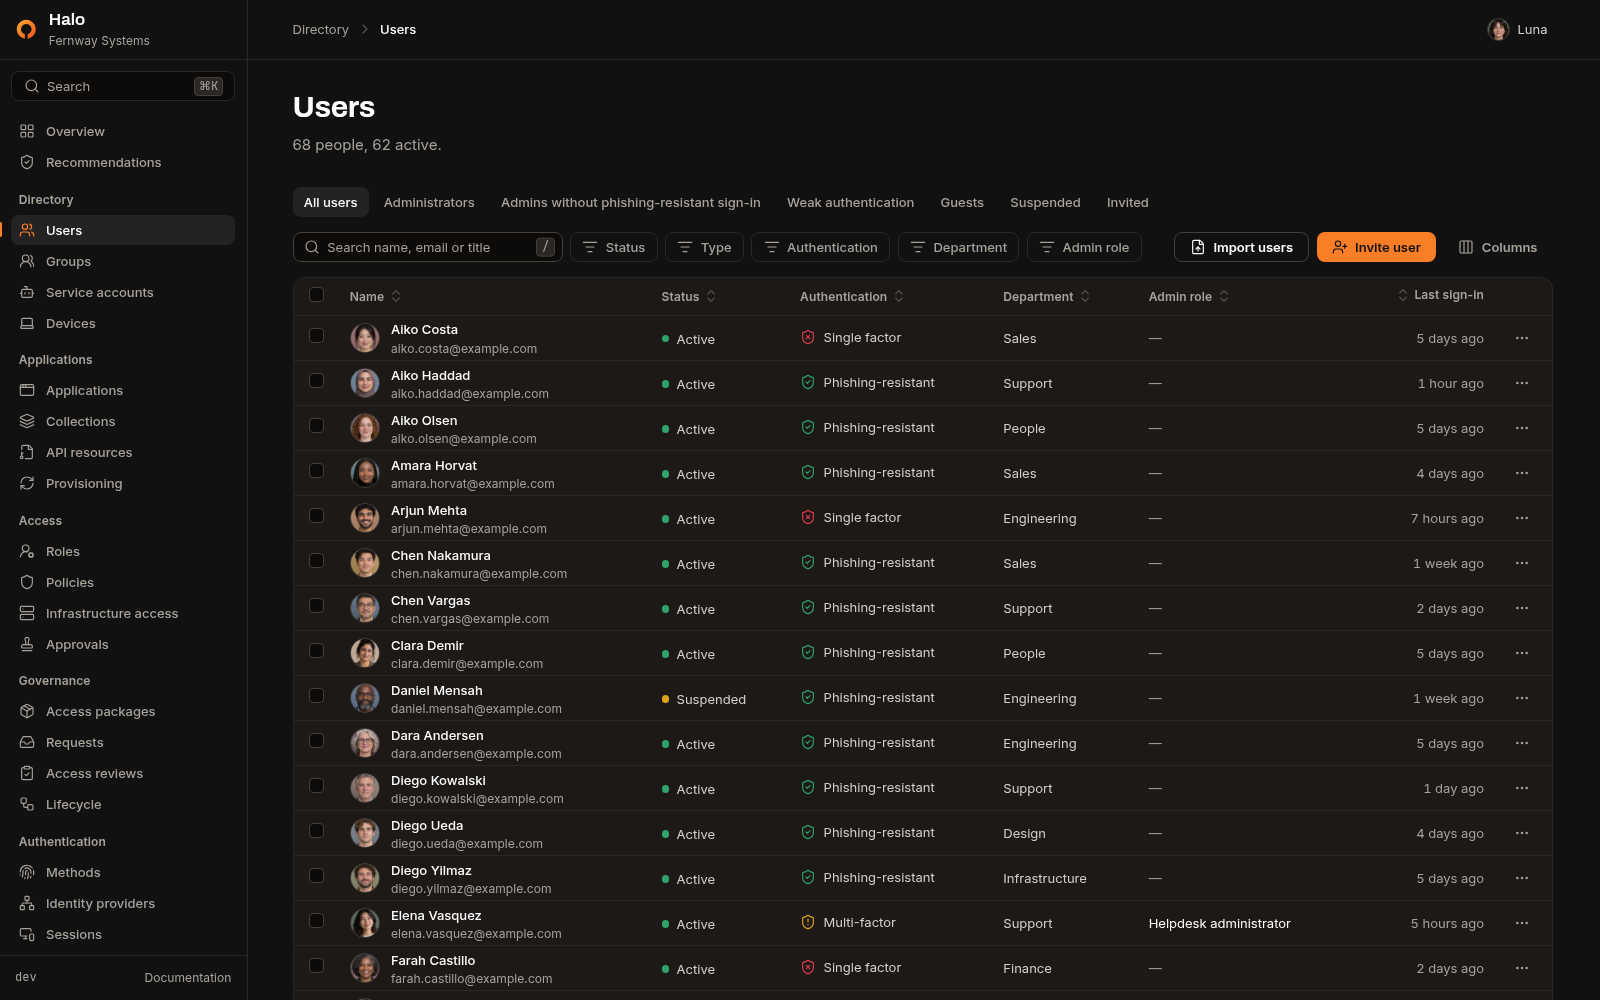 Halo
Fernway Systems
Search ⌘K
Overview
Recommendations
Directory
Users
Groups
Service accounts
Devices
Applications
Applications
Collections
API resources
Provisioning
Access
Roles
Policies
Infrastructure access
Approvals
Governance
Access packages
Requests
Access reviews
Lifecycle
Authentication
Methods
Identity providers
Sessions
dev Documentation
Directory Users
Luna
Users
68 people, 62 active.
All users Administrators Admins without phishing-resistant sign-in Weak authentication Guests Suspended Invited
Search name, email or title / Status Type Authentication Department Admin role Import users Invite user Columns
Name Status Authentication Department Admin role Last sign-in
Aiko Costa
aiko.costa@example.com
Active Single factor Sales — 5 days ago
Aiko Haddad
aiko.haddad@example.com
Active Phishing-resistant Support — 1 hour ago
Aiko Olsen
aiko.olsen@example.com
Active Phishing-resistant People — 5 days ago
Amara Horvat
amara.horvat@example.com
Active Phishing-resistant Sales — 4 days ago
Arjun Mehta
arjun.mehta@example.com
Active Single factor Engineering — 7 hours ago
Chen Nakamura
chen.nakamura@example.com
Active Phishing-resistant Sales — 1 week ago
Chen Vargas
chen.vargas@example.com
Active Phishing-resistant Support — 2 days ago
Clara Demir
clara.demir@example.com
Active Phishing-resistant People — 5 days ago
Daniel Mensah
daniel.mensah@example.com
Suspended Phishing-resistant Engineering — 1 week ago
Dara Andersen
dara.andersen@example.com
Active Phishing-resistant Engineering — 5 days ago
Diego Kowalski
diego.kowalski@example.com
Active Phishing-resistant Support — 1 day ago
Diego Ueda
diego.ueda@example.com
Active Phishing-resistant Design — 4 days ago
Diego Yilmaz
diego.yilmaz@example.com
Active Phishing-resistant Infrastructure — 5 days ago
Elena Vasquez
elena.vasquez@example.com
Active Multi-factor Support Helpdesk administrator 5 hours ago
Farah Castillo
farah.castillo@example.com
Active Single factor Finance — 2 days ago